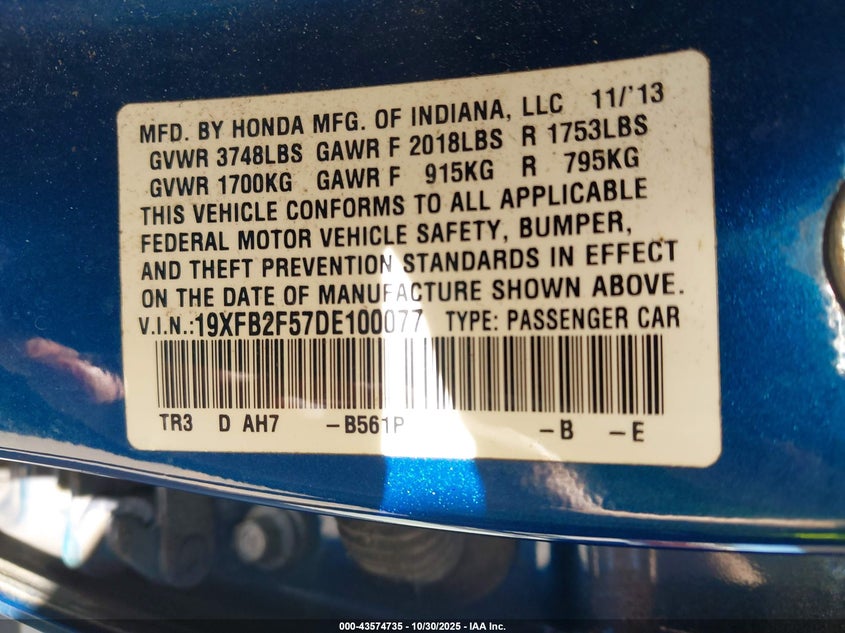 MFD. BY HONDA MFG. OF INDIANA, LLC 11/'13
GVWR 3748LBS GAWR F 2018LBS R 1753LBS
GVWR 1700KG GAWR F 915KG R 795KG
THIS VEHICLE CONFORMS TO ALL APPLICABLE
FEDERAL MOTOR VEHICLE SAFETY, BUMPER,
AND THEFT PREVENTION STANDARDS IN EFFECT
ON THE DATE OF MANUFACTURE SHOWN ABOVE.
V.I.N.:19XFB2F57DE100077 TYPE: PASSENGER CAR
TR3 D AH7 -B561P -B -E
000-43574735 - 10/30/2025 - IAA Inc.